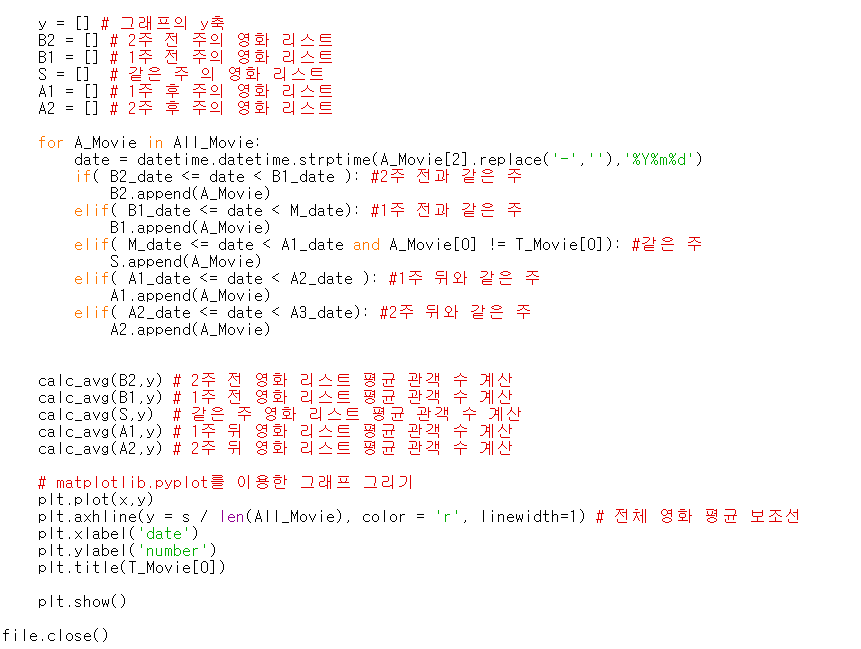 y = [] # 그래프의 y축
B2 = [] # 2주 전 주의 영화 리스트
B1 = [] # 1주 전 주의 영화 리스트
S = []  # 같은 주 의 영화 리스트
A1 = [] # 1주 후 주의 영화 리스트
A2 = [] # 2주 후 주의 영화 리스트
for A_Movie in All_Movie:
date = datetime.datetime.strptime(A_Movie[2].replace('-',''),'%Y%m%d')
if( B2_date <= date < B1_date ): #2주 전과 같은 주
B2.append(A_Movie)
elif( B1_date <= date < M_date): #1주 전과 같은 주
B1.append(A_Movie)
elif( M_date <= date < A1_date and A_Movie[0] != T_Movie[0]): #같은 주
S.append(A_Movie)
elif( A1_date <= date < A2_date ): #1주 뒤와 같은 주
A1.append(A_Movie)
elif( A2_date <= date < A3_date): #2주 뒤와 같은 주
A2.append(A_Movie)
calc_avg(B2,y) # 2주 전 영화 리스트 평균 관객 수 계산
calc_avg(B1,y) # 1주 전 영화 리스트 평균 관객 수 계산
calc_avg(S,y)  # 같은 주 영화 리스트 평균 관객 수 계산
calc_avg(A1,y) # 1주 뒤 영화 리스트 평균 관객 수 계산
calc_avg(A2,y) # 2주 뒤 영화 리스트 평균 관객 수 계산
# matplotlib.pyplot를 이용한 그래프 그리기
plt.plot(x,y)
plt.axhline(y = s / len(All_Movie), color = 'r', linewidth=1) # 전체 영화 평균 보조선
plt.xlabel('date')
plt.ylabel('number')
plt.title(T_Movie[0])
plt.show()
file.close()